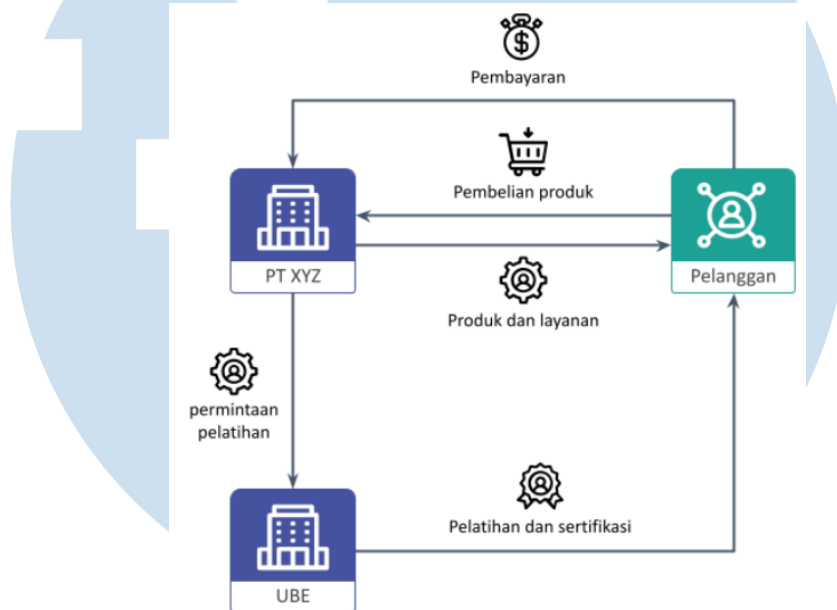 $
Pembayaran
Pembelian produk
PT XYZ
Pelanggan
Produk dan layanan
permintaan
pelatihan
Pelatihan dan sertifikasi
UBE